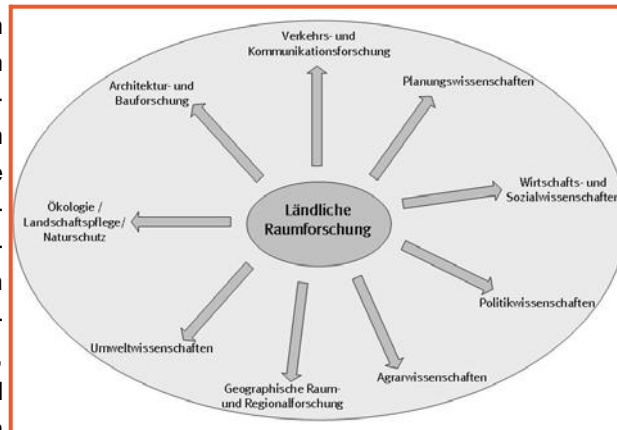 Verkehrs- und
Kommunikationsforschung
Planungswissenschaften
Wirtschafts- und
Sozialwissenschaften
Politikwissenschaften
Agrarwissenschaften
Geographische Raum-
und Regionalforschung
Umweltwissenschaften
Ökologie /
Landschaftspflege/
Naturschutz
Architektur- und
Bauforschung
Ländliche
Raumforschung